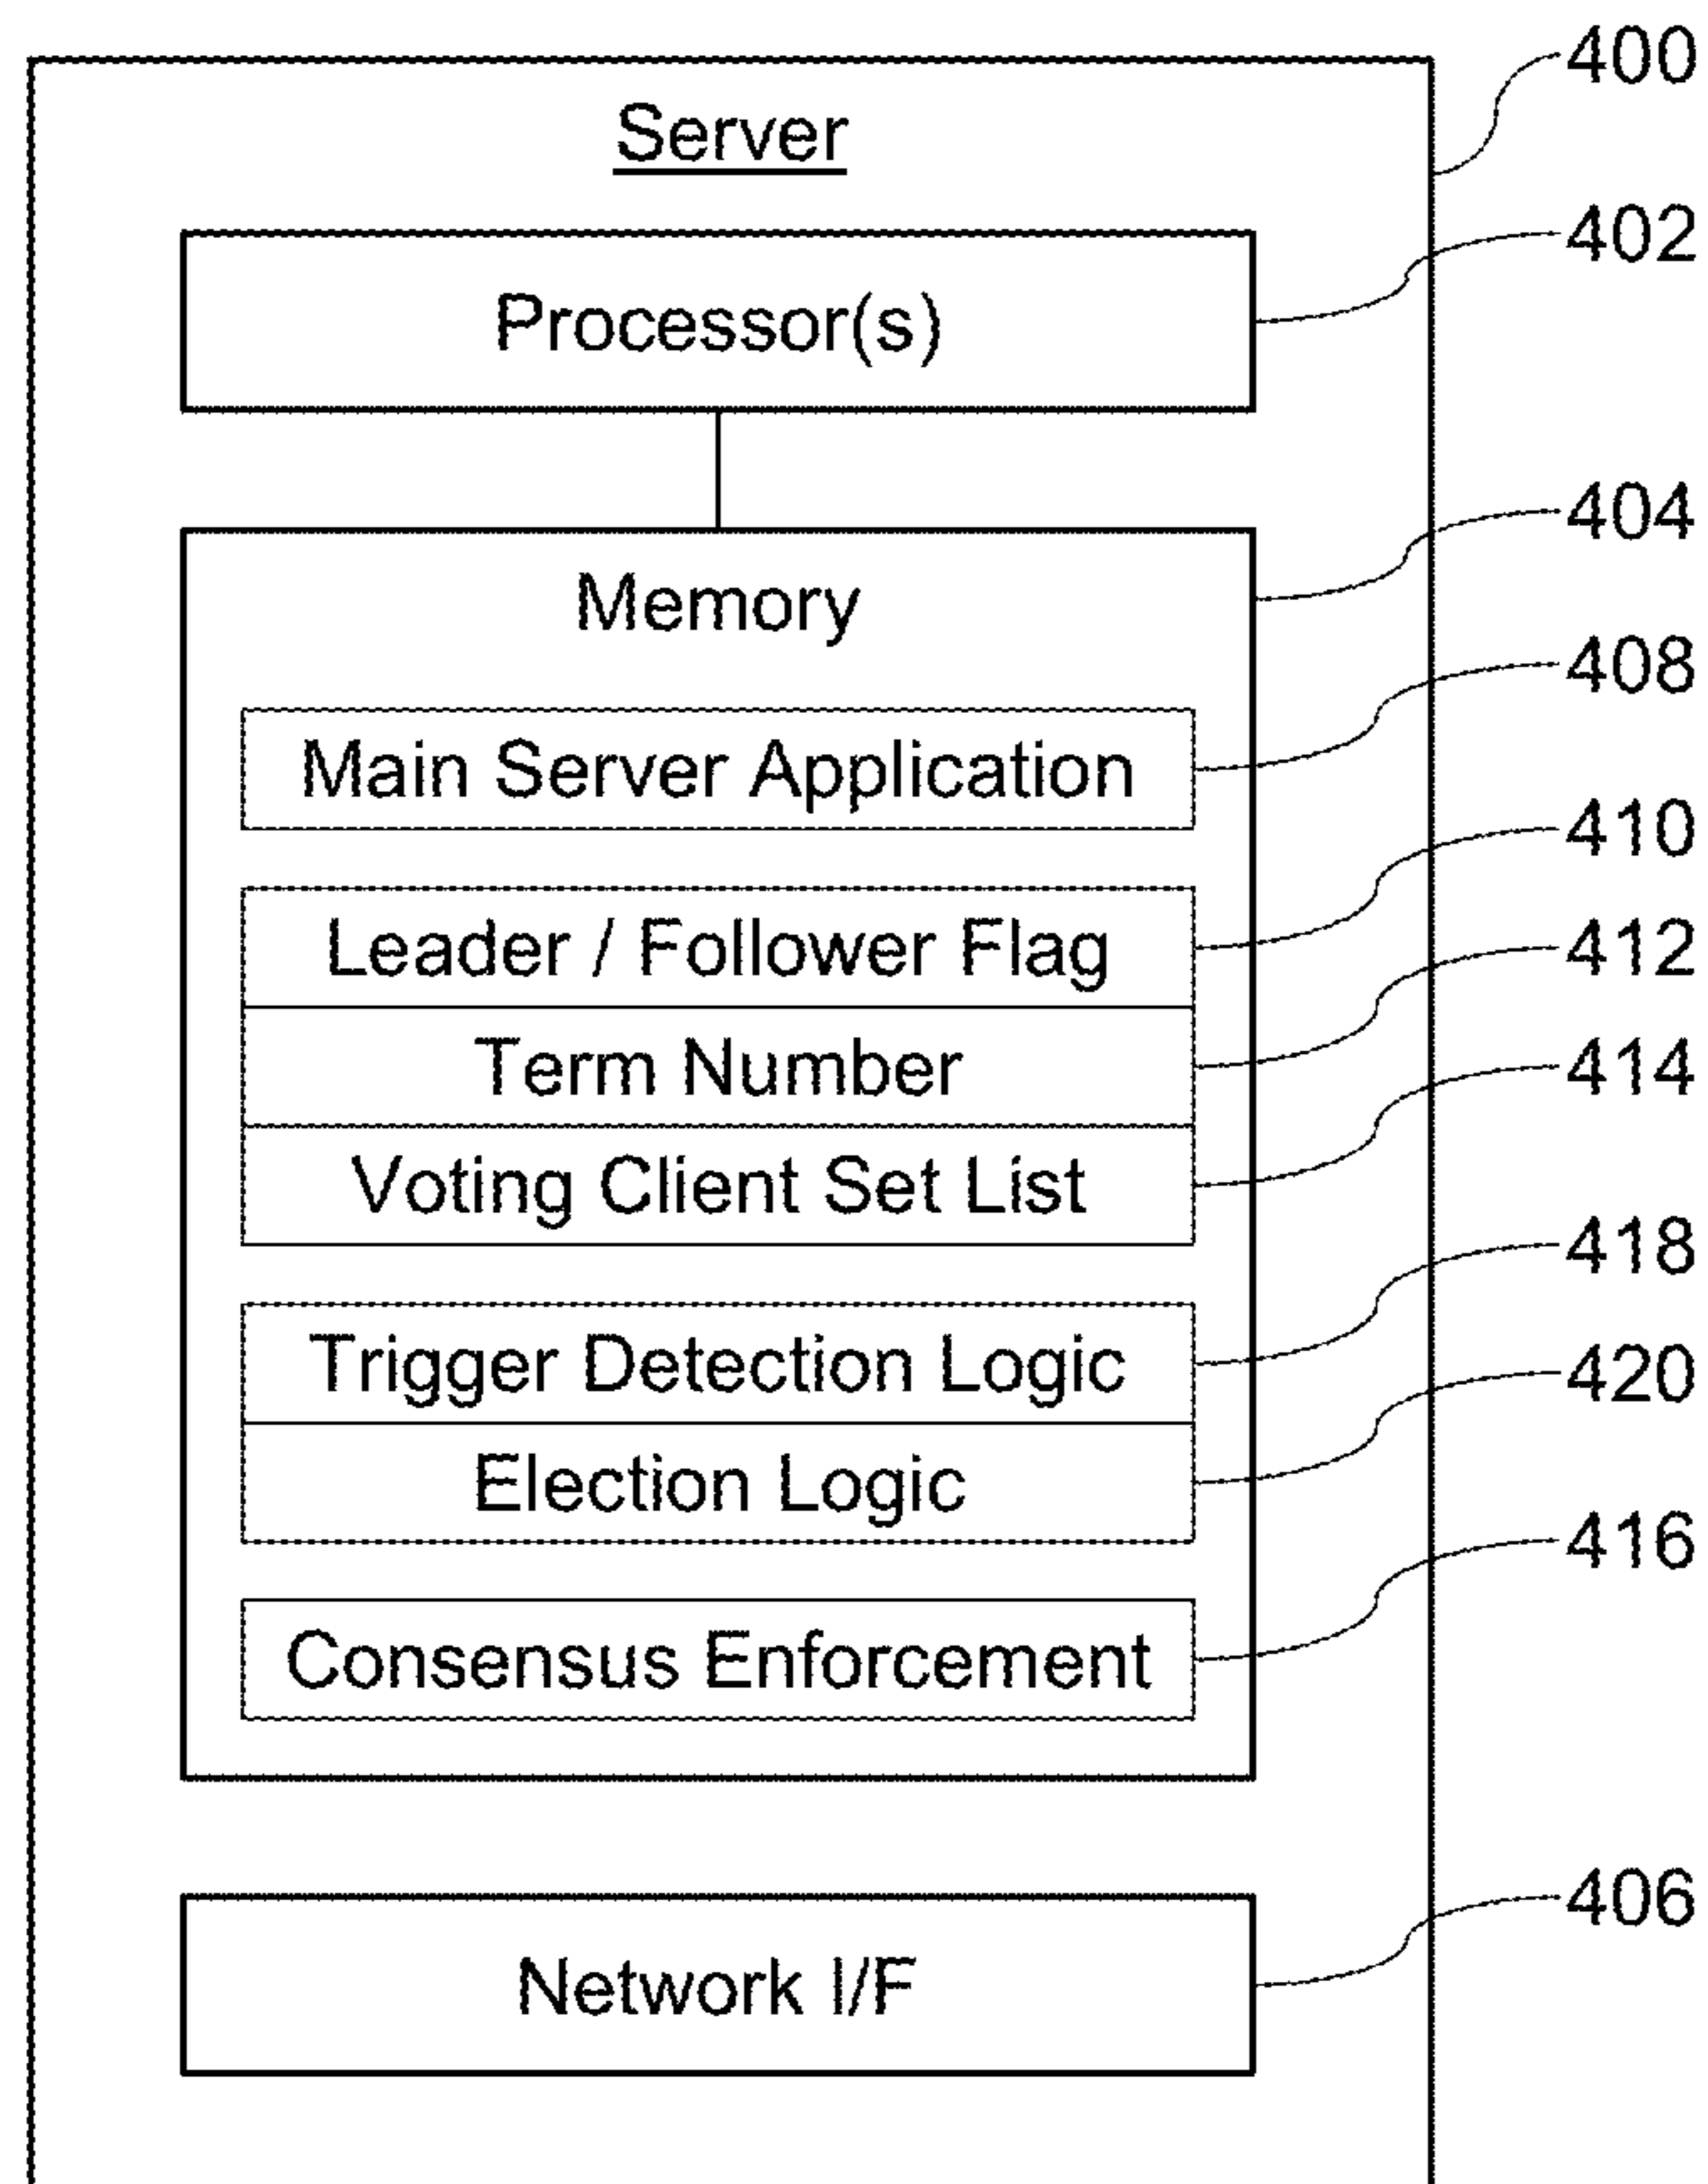 400
Server
402
Processor(s)
404
Memory
408
Main Server Application
410
Leader / Follower Flag
412
Term Number
414
Voting Client Set List
418
Trigger Detection Logic
420
Election Logic
416
Consensus Enforcement
406
Network I/F